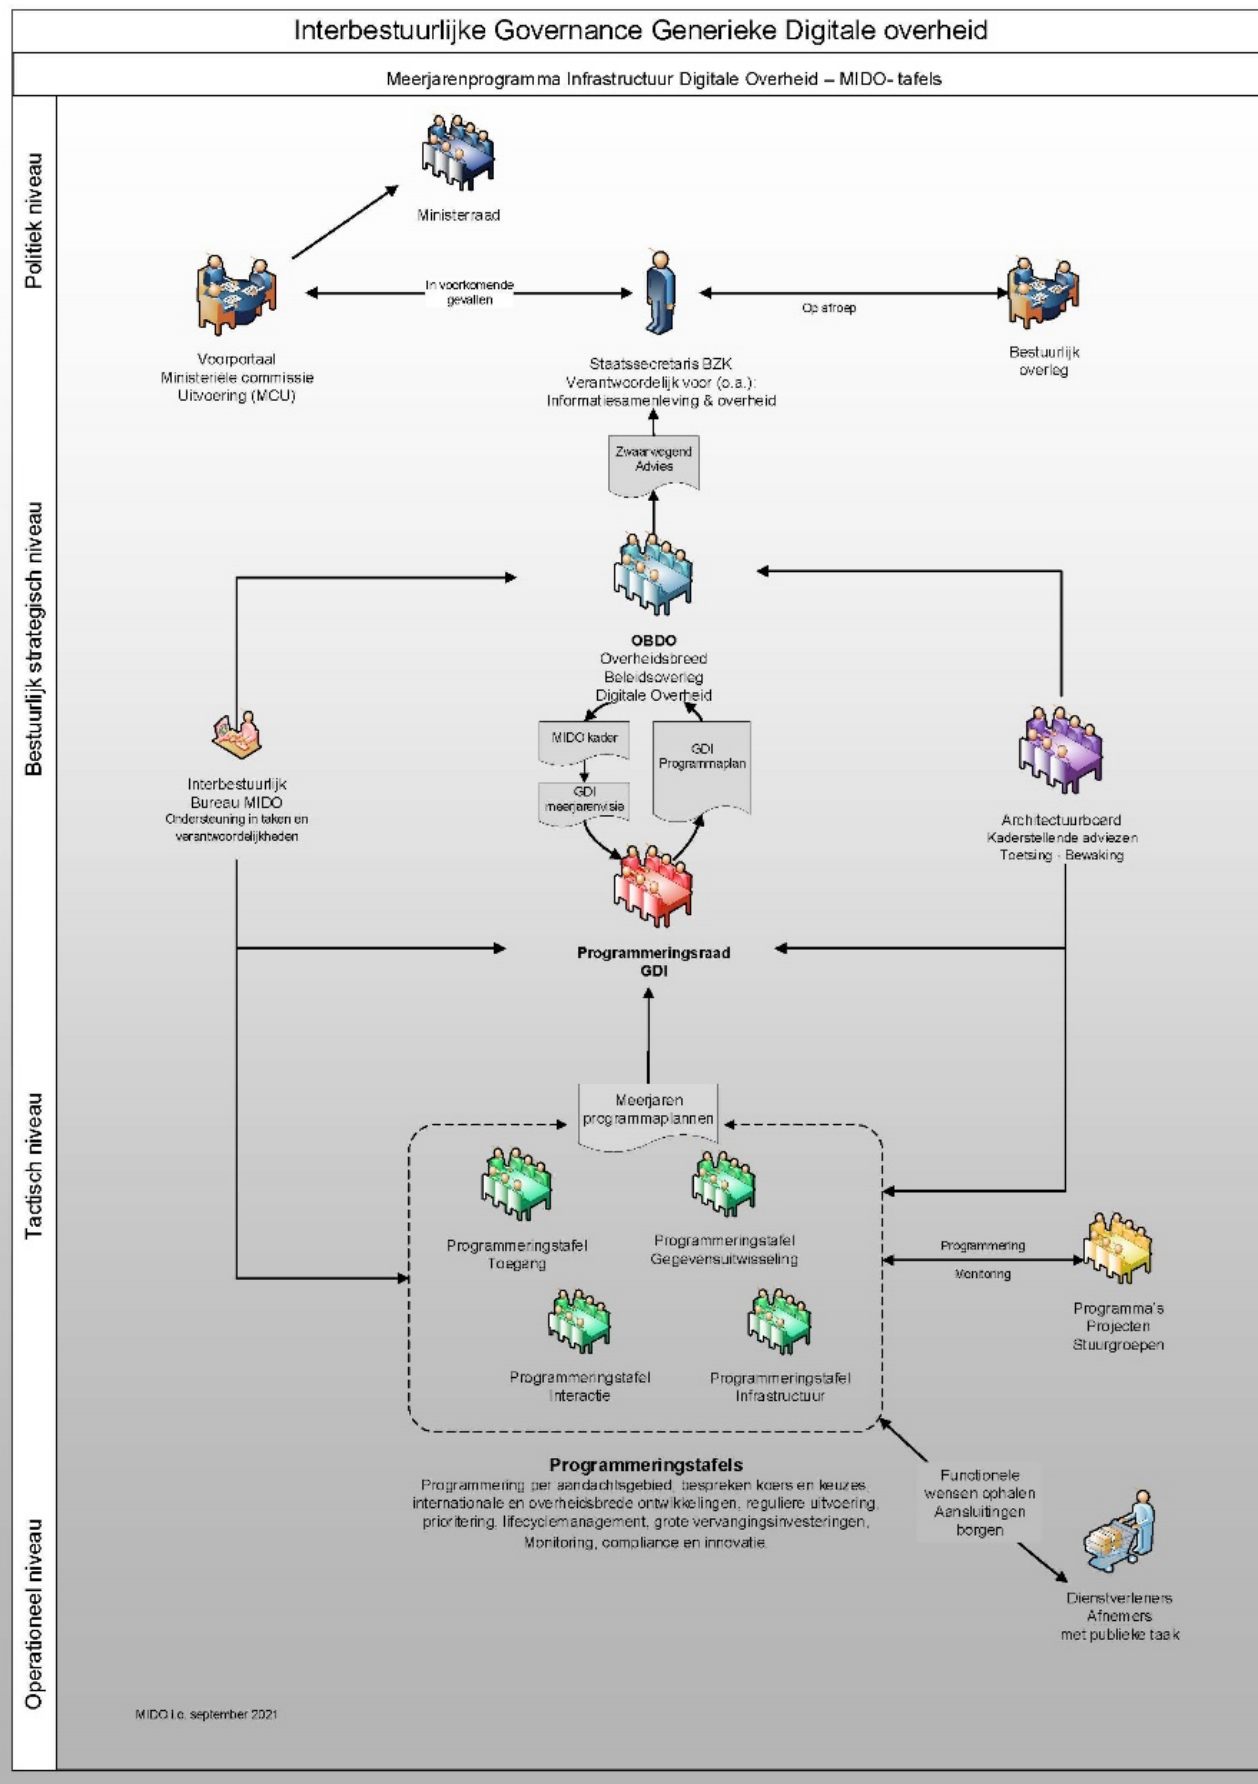 Interbestuurlijke Governance Generieke Digitale overheid
Meerjarenprogramma Infrastructuur Digitale Overheid – MIDO- tafels
Politiek niveau
Ministerraad
In voorkomende
gevallen
Op afroep
Voorportaal
Ministeriële commissie
Uitvoering (MCU)
Staatssecretaris BZK
Verantwoordelijk voor (o.a.):
Informatiesamenleving & overheid
Bestuurlijk
overleg
Bestuurlijk strategisch niveau
Zwaarwegend
Advies
OBDO
Overheidsbreed
Beleidsoverleg
Digitale Overheid
MIDO kader
GDI
meerjarenvisie
GDI
Programmaplan
Interbestuurlijk
Bureau MIDO
Ondersteuning in taken en
verantwoordelijkheden
Architectuurboard
Kaderstellende adviezen
Toetsing - Bewaking
Programmeringsraad
GDI
Tactisch niveau
Meerjaren
programmaplannen
Programmeringstafel
Toegang
Programmeringstafel
Gegevensuitwisseling
Programmering
Monitoring
Programma's
Projecten
Stuurgroepen
Programmeringstafel
Interactie
Programmeringstafel
Infrastructuur
Programmeringstafels
Programmering per aandachtsgebied, bespreken koers en keuzes,
internationale en overheidsbrede ontwikkelingen, reguliere uitvoering,
prioritering, lifecyclemanagement, grote vervangingsinvesteringen,
Monitoring, compliance en innovatie.
Functionele
wensen ophalen
Aansluitingen
borgen
Operationeel niveau
Dienstverleners
Afnemers
met publieke taak
MIDO i.c. september 2021